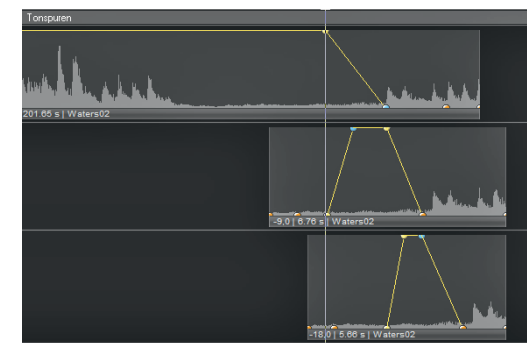 Tonspuren
201.65 s | Waters02
-9,0 | 6.76 s | Waters02
-18,0 | 5.66 s | Waters02